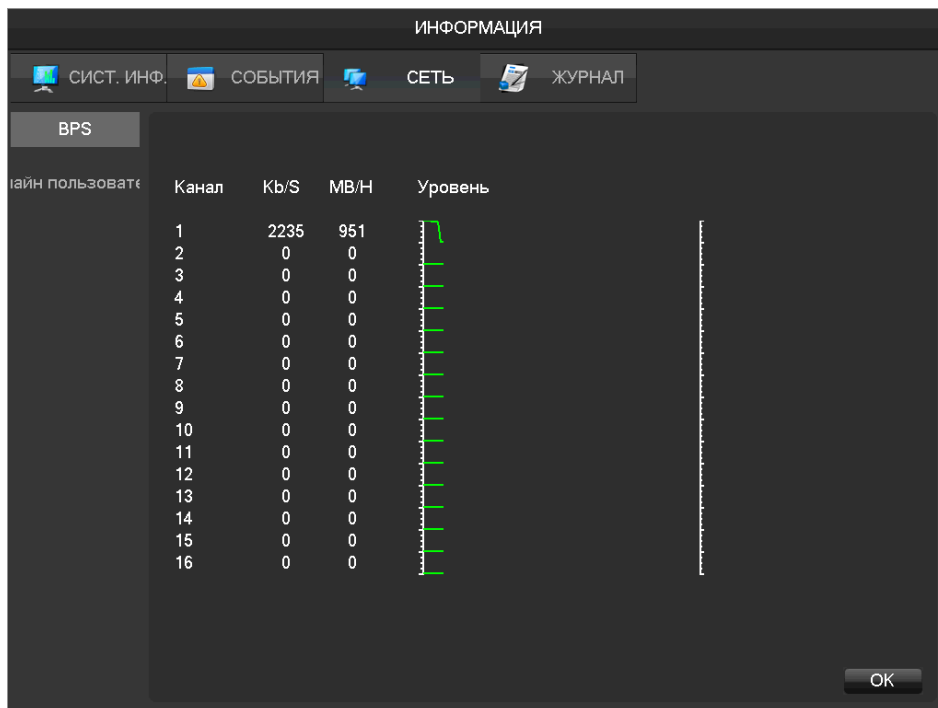 ИНФОРМАЦИЯ
СИСТ. ИНФ. СОБЫТИЯ СЕТЬ ЖУРНАЛ
BPS
лайн пользовате
Канал Kb/S MB/H Уровень
1 2235 951
2 0 0
3 0 0
4 0 0
5 0 0
6 0 0
7 0 0
8 0 0
9 0 0
10 0 0
11 0 0
12 0 0
13 0 0
14 0 0
15 0 0
16 0 0
OK